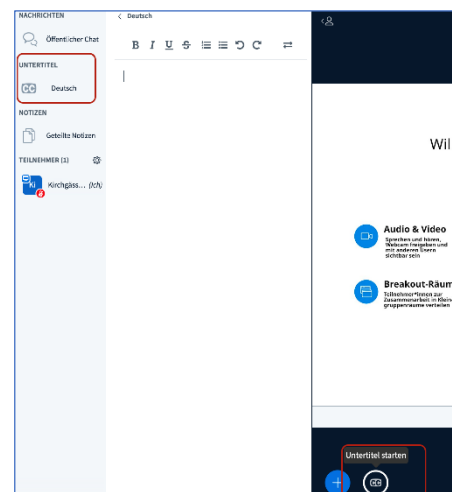 NACHRICHTEN
Öffentlicher Chat
UNTERTITEL
Deutsch
NOTIZEN
Geteilte Notizen
TEILNEHMER (1)
Ki
Kirchgäss... (Ich)
Deutsch
B I U S
Wil
Audio & Video
Sprechen und hören,
Webcam freigeben und
mit anderen Usern
sichtbar sein
Breakout-Räum
Teilnehmer*innen zur
Zusammenarbeit in Klein
gruppenräume verteilen
Untertitel starten